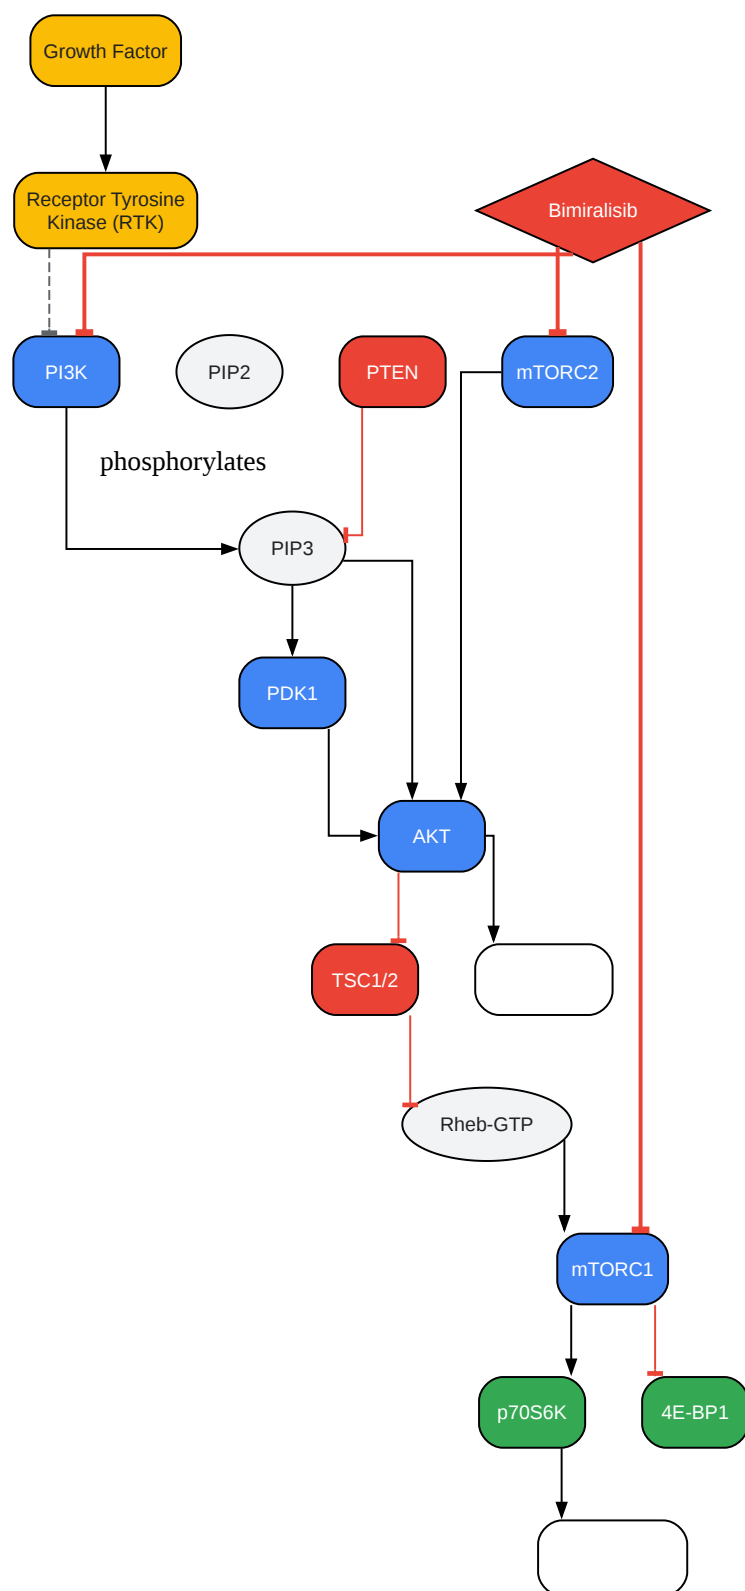 Growth Factor
Receptor Tyrosine
Kinase (RTK)
Bimiralisib
PI3K
PIP2
PTEN
mTORC2
phosphorylates
PIP3
PDK1
AKT
TSC1/2
Rheb-GTP
mTORC1
p70S6K
4E-BP1